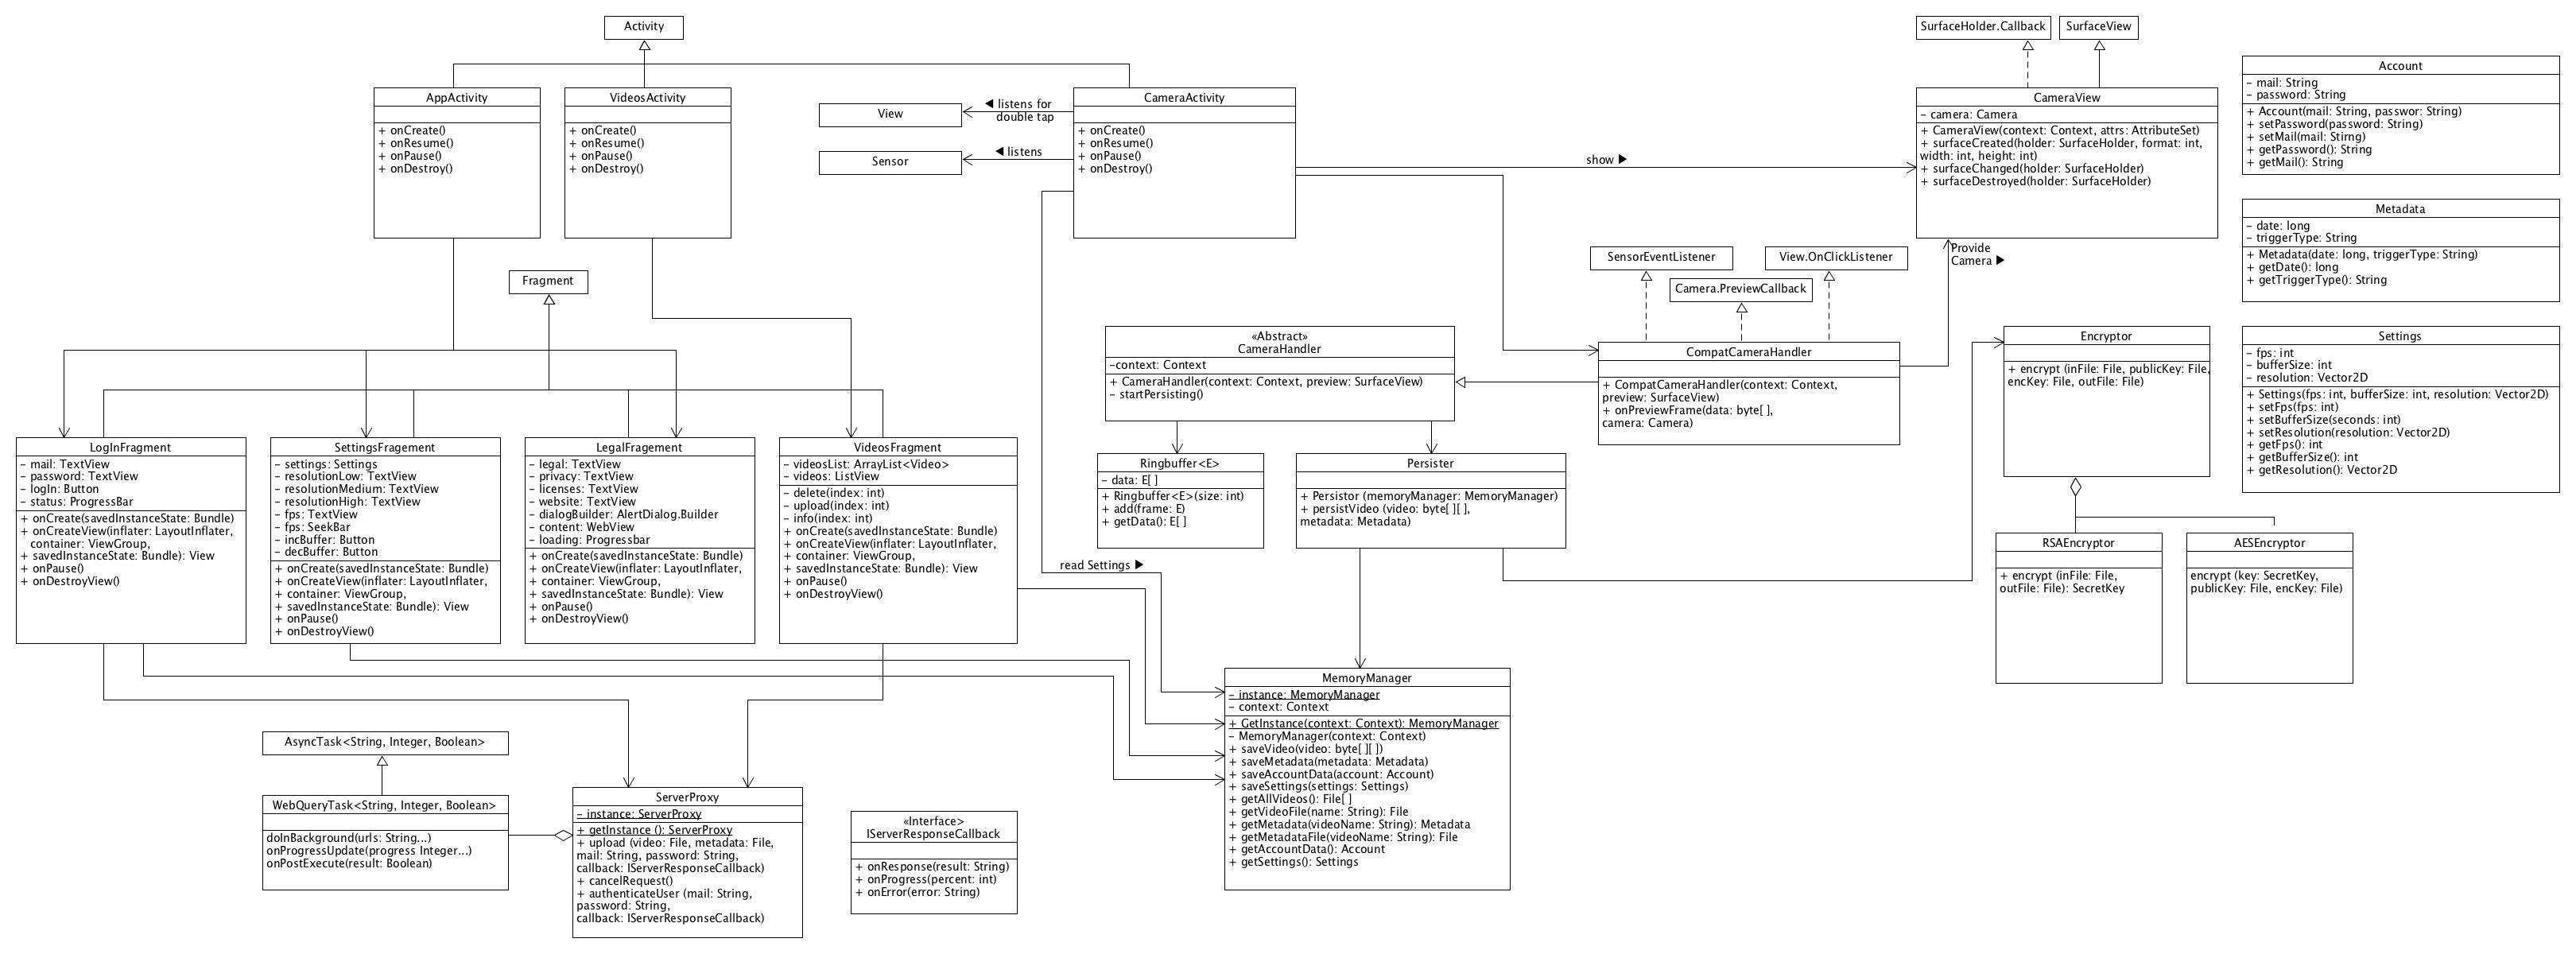 Activity
SurfaceHolder.Callback
SurfaceView
AppActivity
+ onCreate()
+ onResume()
+ onPause()
+ onDestroy()
VideosActivity
+ onCreate()
+ onResume()
+ onPause()
+ onDestroy()
View
◀ listens for
double tap
Sensor
◀ listens
CameraActivity
+ onCreate()
+ onResume()
+ onPause()
+ onDestroy()
show ▶
CameraView
– camera: Camera
+ CameraView(context: Context, attrs: AttributeSet)
+ surfaceCreated(holder: SurfaceHolder, format: int,
width: int, height: int)
+ surfaceChanged(holder: SurfaceHolder)
+ surfaceDestroyed(holder: SurfaceHolder)
Account
– mail: String
– password: String
+ Account(mail: String, passwor: String)
+ setPassword(password: String)
+ setMail(mail: Stirng)
+ getPassword(): String
+ getMail(): String
Metadata
– date: long
– triggerType: String
+ Metadata(date: long, triggerType: String)
+ getDate(): long
+ getTriggerType(): String
Fragment
SensorEventListener
View.OnClickListener
Camera.PreviewCallback
Provide
Camera ▶
«Abstract»
CameraHandler
–context: Context
+ CameraHandler(context: Context, preview: SurfaceView)
– startPersisting()
CompatCameraHandler
+ CompatCameraHandler(context: Context,
preview: SurfaceView)
+ onPreviewFrame(data: byte[ ],
camera: Camera)
Encryptor
+ encrypt (inFile: File, publicKey: File,
encKey: File, outFile: File)
Settings
– fps: int
– bufferSize: int
– resolution: Vector2D
+ Settings(fps: int, bufferSize: int, resolution: Vector2D)
+ setFps(fps: int)
+ setBufferSize(seconds: int)
+ setResolution(resolution: Vector2D)
+ getFps(): int
+ getBufferSize(): int
+ getResolution(): Vector2D
LogInFragment
– mail: TextView
– password: TextView
– logIn: Button
– status: ProgressBar
+ onCreate(savedInstanceState: Bundle)
+ onCreateView(inflater: LayoutInflater,
container: ViewGroup,
+ savedInstanceState: Bundle): View
+ onPause()
+ onDestroyView()
SettingsFragement
– settings: Settings
– resolutionLow: TextView
– resolutionMedium: TextView
– resolutionHigh: TextView
– fps: TextView
– fps: SeekBar
– incBuffer: Button
– decBuffer: Button
+ onCreate(savedInstanceState: Bundle)
+ onCreateView(inflater: LayoutInflater,
+ container: ViewGroup,
+ savedInstanceState: Bundle): View
+ onPause()
+ onDestroyView()
LegalFragement
– legal: TextView
– privacy: TextView
– licenses: TextView
– website: TextView
– dialogBuilder: AlertDialog.Builder
– content: WebView
– loading: Progressbar
+ onCreate(savedInstanceState: Bundle)
+ onCreateView(inflater: LayoutInflater,
+ container: ViewGroup,
savedInstanceState: Bundle): View
+ onPause()
+ onDestroyView()
VideosFragment
– videosList: ArrayList<Video>
– videos: ListView
– delete(index: int)
– upload(index: int)
– info(index: int)
+ onCreate(savedInstanceState: Bundle)
+ onCreateView(inflater: LayoutInflater,
+ container: ViewGroup,
+ savedInstanceState: Bundle): View
+ onPause()
+ onDestroyView()
Ringbuffer<E>
– data: E[ ]
+ Ringbuffer<E>(size: int)
+ add(frame: E)
+ getData(): E[ ]
Persister
+ Persistor (memoryManager: MemoryManager)
+ persistVideo (video: byte[ ][ ],
metadata: Metadata)
read Settings ▶
RSAEncryptor
+ encrypt (inFile: File,
outFile: File): SecretKey
AESEncryptor
encrypt (key: SecretKey,
publicKey: File, encKey: File)
MemoryManager
– instance: MemoryManager
– context: Context
+ GetInstance(context: Context): MemoryManager
– MemoryManager(context: Context)
+ saveVideo(video: byte[ ][ ])
+ saveMetadata(metadata: Metadata)
+ saveAccountData(account: Account)
+ saveSettings(settings: Settings)
+ getAllVideos(): File[ ]
+ getVideoFile(name: String): File
+ getMetadata(videoName: String): Metadata
+ getMetadataFile(videoName: String): File
+ getAccountData(): Account
+ getSettings(): Settings
AsyncTask<String, Integer, Boolean>
WebQueryTask<String, Integer, Boolean>
doInBackground(urls: String...)
onProgressUpdate(progress Integer...)
onPostExecute(result: Boolean)
ServerProxy
– instance: ServerProxy
+ getInstance (): ServerProxy
+ upload (video: File, metadata: File,
mail: String, password: String,
callback: IServerResponseCallback)
+ cancelRequest()
+ authenticateUser (mail: String,
password: String,
callback: IServerResponseCallback)
«Interface»
IServerResponseCallback
+ onResponse(result: String)
+ onProgress(percent: int)
+ onError(error: String)